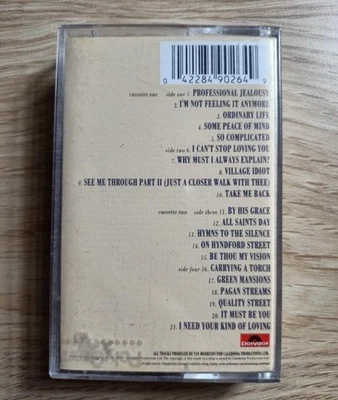 0 42284 90264 9
cassette one side one 1. PROFESSIONAL JEALOUSY
2. I'M NOT FEELING IT ANYMORE
3. ORDINARY LIFE
4. SOME PEACE OF MIND
5. SO COMPLICATED
side two 6. I CAN'T STOP LOVING YOU
7. WHY MUST I ALWAYS EXPLAIN?
8. VILLAGE IDIOT
9. SEE ME THROUGH PART II (JUST A CLOSER WALK WITH THEE)
10. TAKE ME BACK
cassette two side three 11. BY HIS GRACE
12. ALL SAINTS DAY
13. HYMNS TO THE SILENCE
14. ON HYNDFORD STREET
15. BE THOU MY VISION
side four 16. CARRYING A TORCH
17. GREEN MANSIONS
18. PAGAN STREAMS
19. QUALITY STREET
20. IT MUST BE YOU
21. I NEED YOUR KIND OF LOVING
polydor
ALL TRACKS PRODUCED BY VAN MORRISON FOR CALEDONIA PRODUCTIONS LTD.